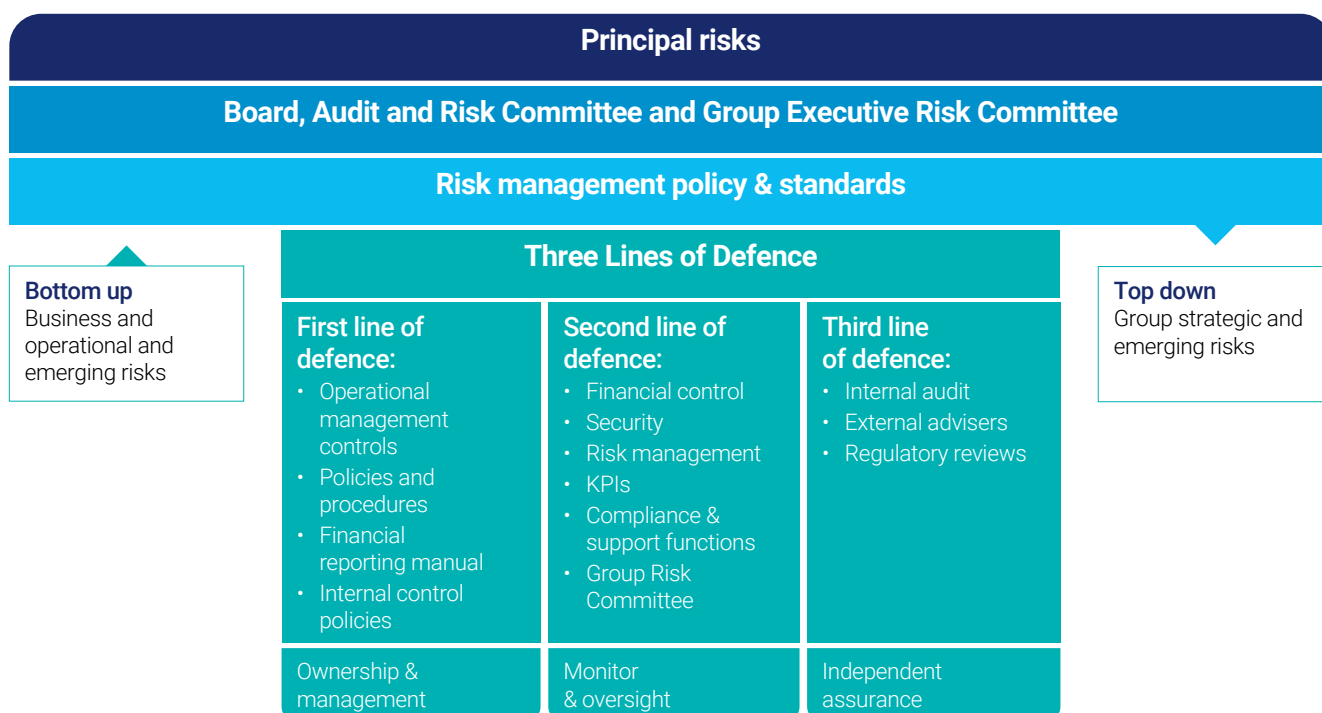 Principal risks
Board, Audit and Risk Committee and Group Executive Risk Committee
Risk management policy & standards
Bottom up
Business and
operational and
emerging risks
Three Lines of Defence
First line of
defence:
• Operational
management
controls
• Policies and
procedures
• Financial
reporting manual
• Internal control
policies
Ownership &
management
Second line of
defence:
• Financial control
• Security
• Risk management
• KPIs
• Compliance &
support functions
• Group Risk
Committee
Monitor
& oversight
Third line
of defence:
• Internal audit
• External advisers
• Regulatory reviews
Independent
assurance
Top down
Group strategic and
emerging risks